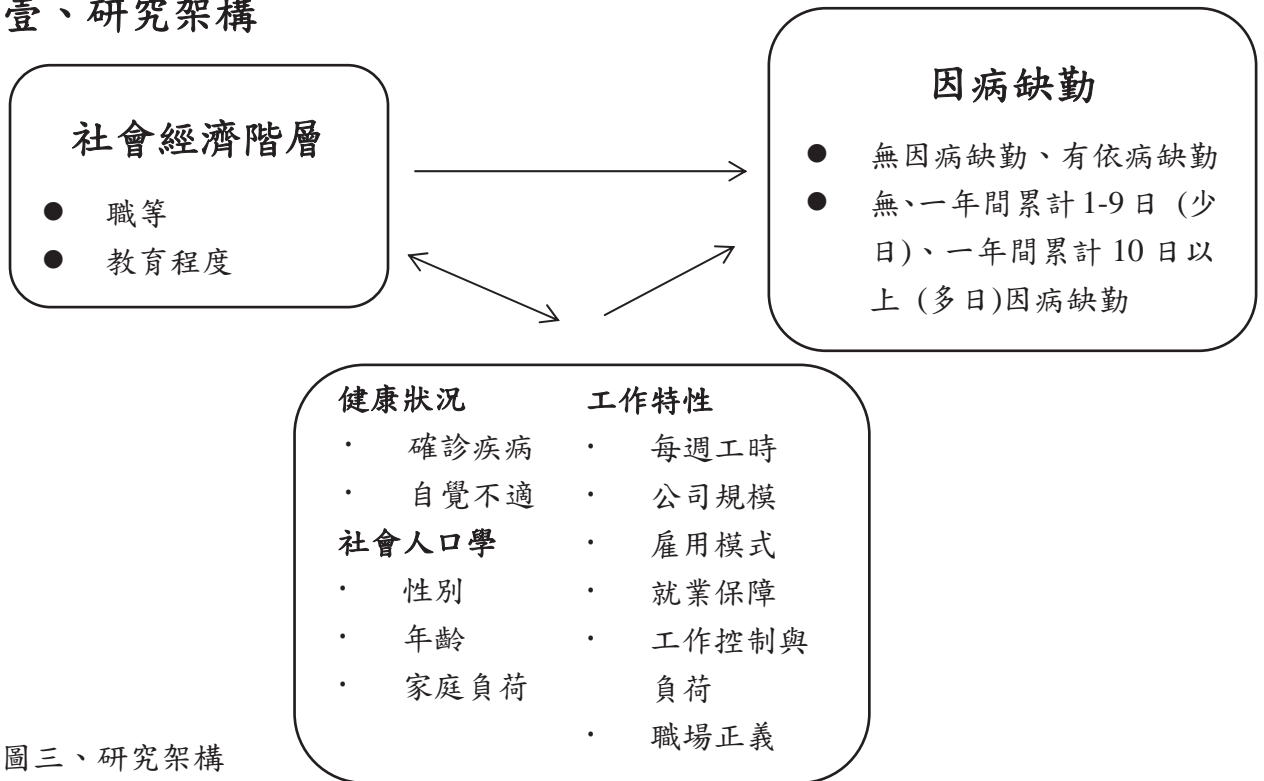 壹、研究架構
社會經濟階層
● 職等
● 教育程度
因病缺勤
● 無因病缺勤、有依病缺勤
● 無、一年間累計1-9日 (少
日)、一年間累計 10 日以
上 (多日)因病缺勤
健康狀況
· 確診疾病
· 自覺不適
社會人口學
· 性別
· 年齡
· 家庭負荷
工作特性
· 每週工時
· 公司規模
· 雇用模式
· 就業保障
· 工作控制與
負荷
· 職場正義
圖三、研究架構